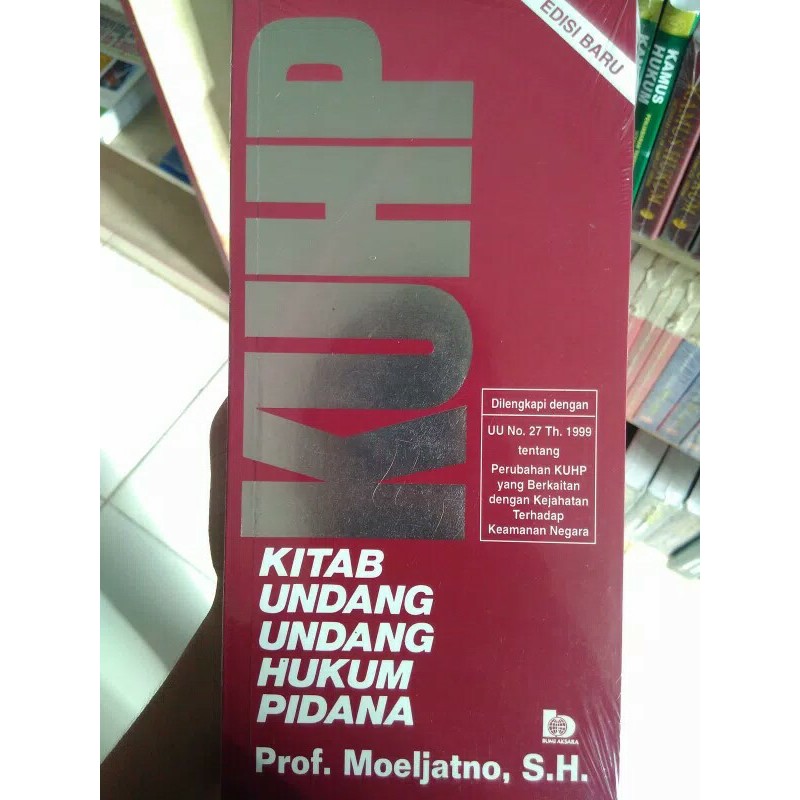 EDISI BARU
KUHP
Dilengkapi dengan
UU No. 27 Th. 1999
tentang
Perubahan KUHP
yang Berkaitan
dengan Kejahatan
Terhadap
Keamanan Negara
KITAB
UNDANG
UNDANG
HUKUM
PIDANA
BUMI AKSARA
Prof. Moeljatno, S.H.
KAMUS
HUKUM